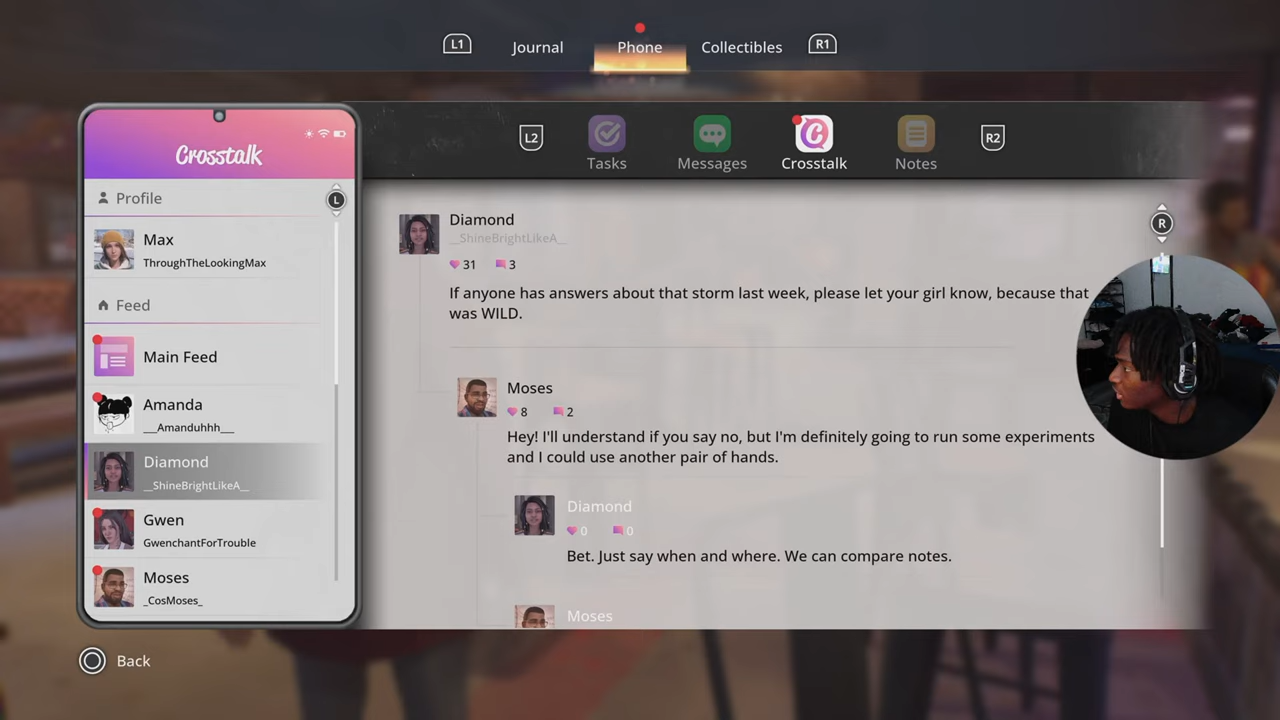 L1
Journal
Phone
Collectibles
R1
Crosstalk
L2
Tasks
Messages
Crosstalk
Notes
R2
Profile
L
Max
ThroughTheLookingMax
Feed
Main Feed
Amanda
___Amanduhhh___
Diamond
__ShineBrightLikeA__
Gwen
GwenchantForTrouble
Moses
_CosMoses_
Diamond
__ShineBrightLikeA__
31 3
R
If anyone has answers about that storm last week, please let your girl know, because that
was WILD.
Moses
8 2
Hey! I'll understand if you say no, but I'm definitely going to run some experiments
and I could use another pair of hands.
Diamond
0 0
Bet. Just say when and where. We can compare notes.
Moses
Back